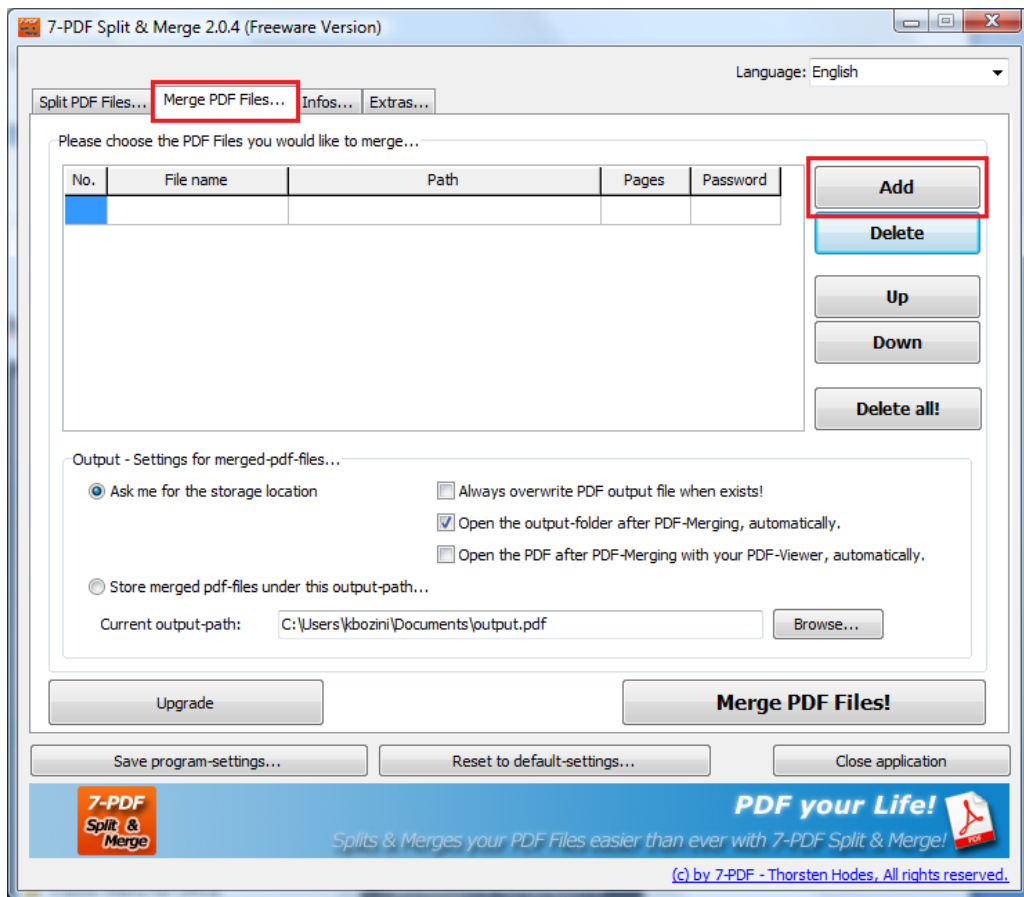 7-PDF Split & Merge 2.0.4 (Freeware Version)
Language: English
Split PDF Files... Merge PDF Files... Infos... Extras...
Please choose the PDF Files you would like to merge...
No. File name Path Pages Password
Add
Delete
Up
Down
Delete all!
Output - Settings for merged-pdf-files...
Ask me for the storage location
Always overwrite PDF output file when exists!
Open the output-folder after PDF-Merging, automatically.
Open the PDF after PDF-Merging with your PDF-Viewer, automatically.
Store merged pdf-files under this output-path...
Current output-path: C:\Users\kbozini\Documents\output.pdf Browse...
Upgrade Merge PDF Files!
Save program-settings... Reset to default-settings... Close application
7-PDF
Split &
Merge
PDF your Life!
Splits & Merges your PDF Files easier than ever with 7-PDF Split & Merge!
PDF
(c) by 7-PDF - Thorsten Hodes, All rights reserved.